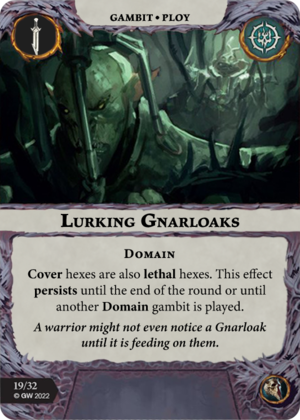 GAMBIT • PLOY
LURKING GNARLOAKS
DOMAIN
Cover hexes are also lethal hexes. This effect
persists until the end of the round or until
another Domain gambit is played.
A warrior might not even notice a Gnarloak
until it is feeding on them.
19/32
© GW 2022